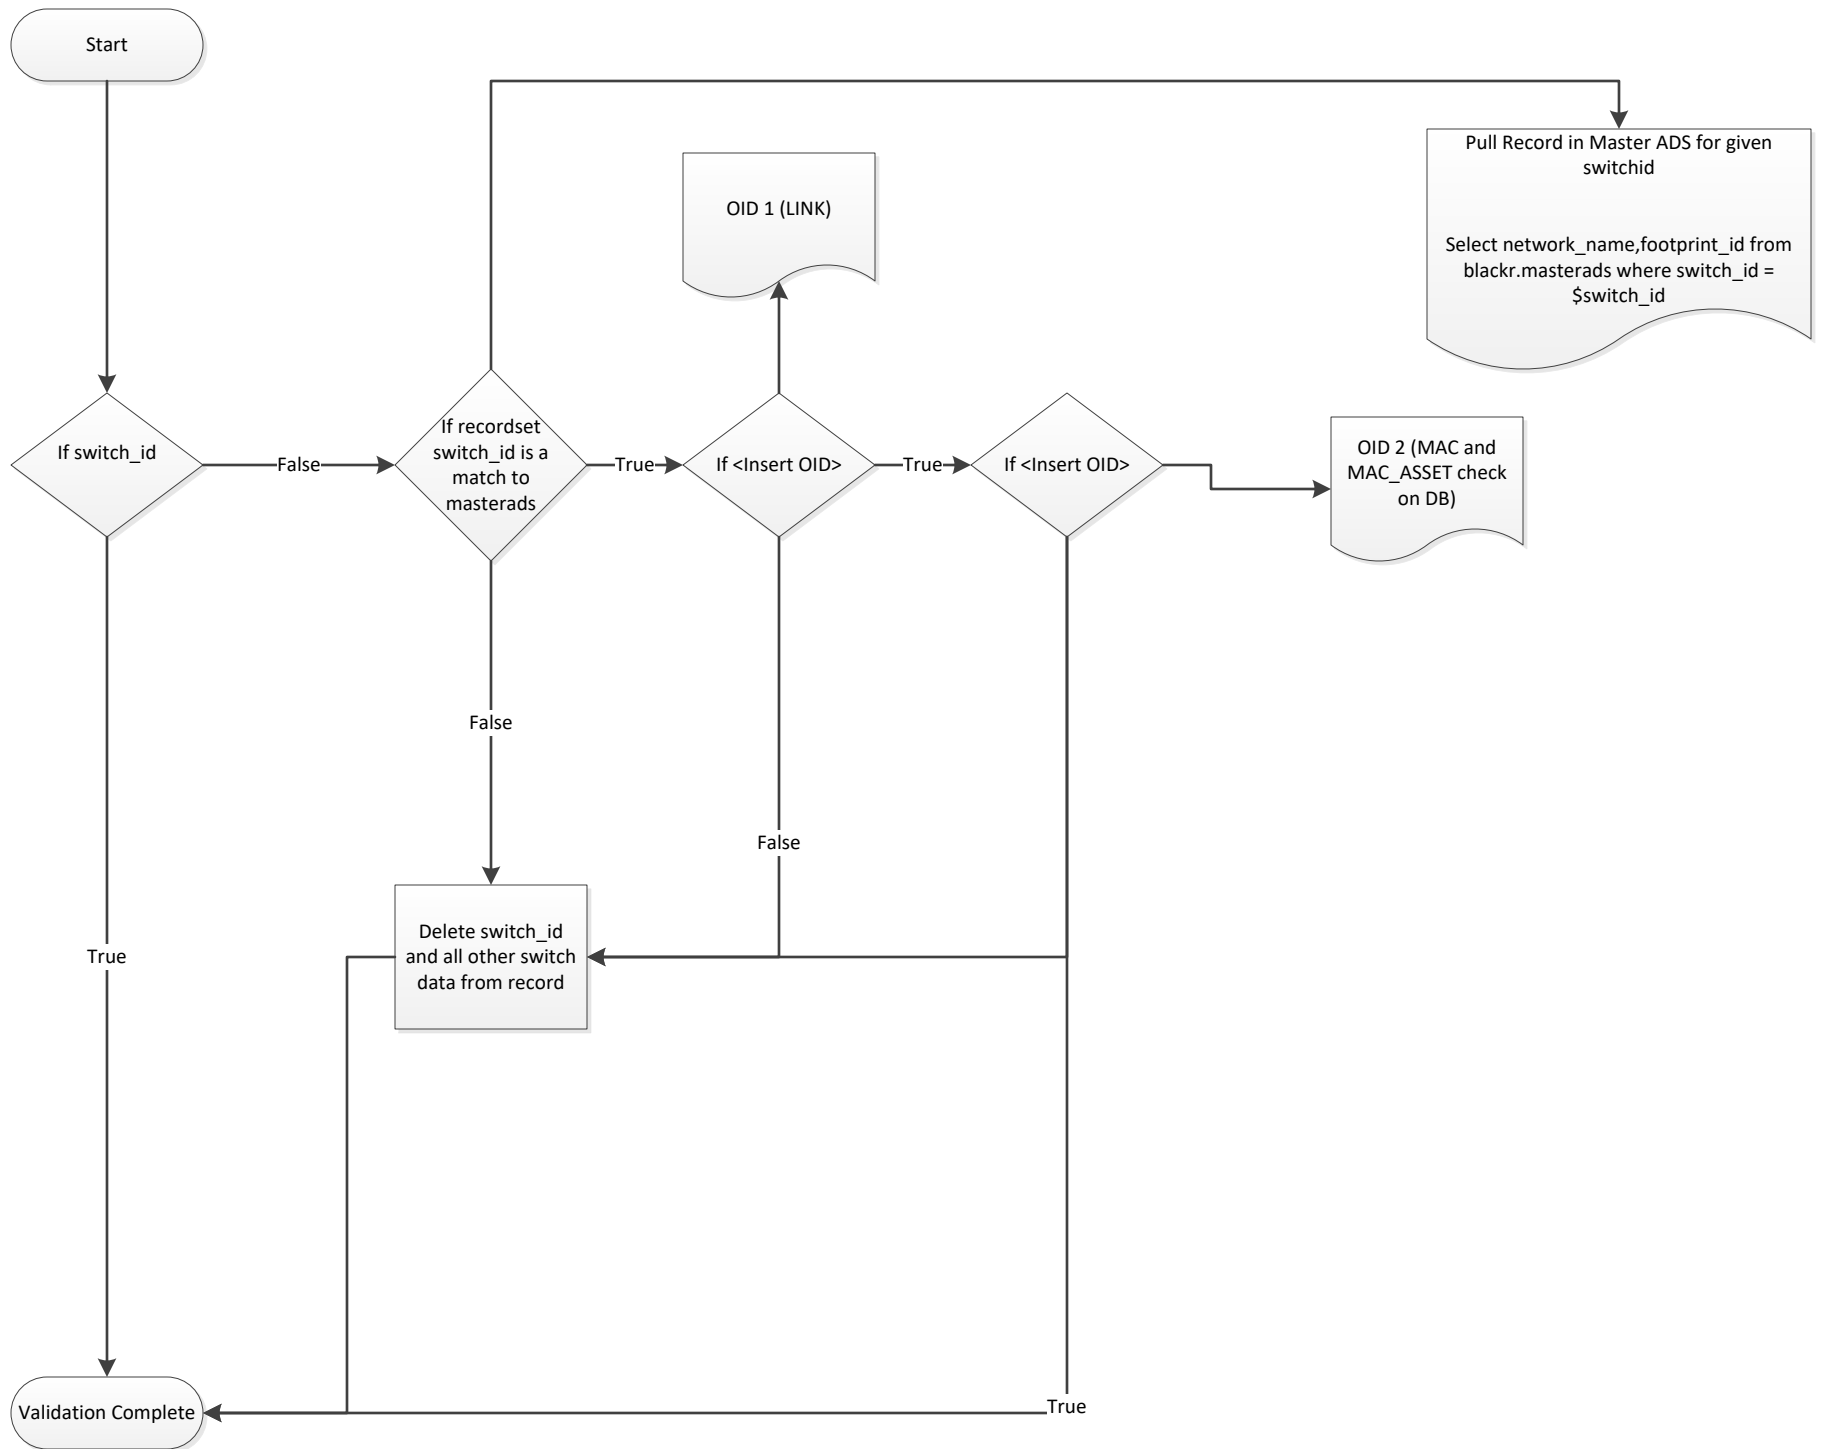 Start
Pull Record in Master ADS for given
switchid
Select network_name,footprint_id from
blackr.masterads where switch_id =
$switch_id
OID 1 (LINK)
If switch_id
False
If recordset
switch_id is a
match to
masterads
True
If <Insert OID>
True
If <Insert OID>
OID 2 (MAC and
MAC_ASSET check
on DB)
False
False
Delete switch_id
and all other switch
data from record
True
Validation Complete
True